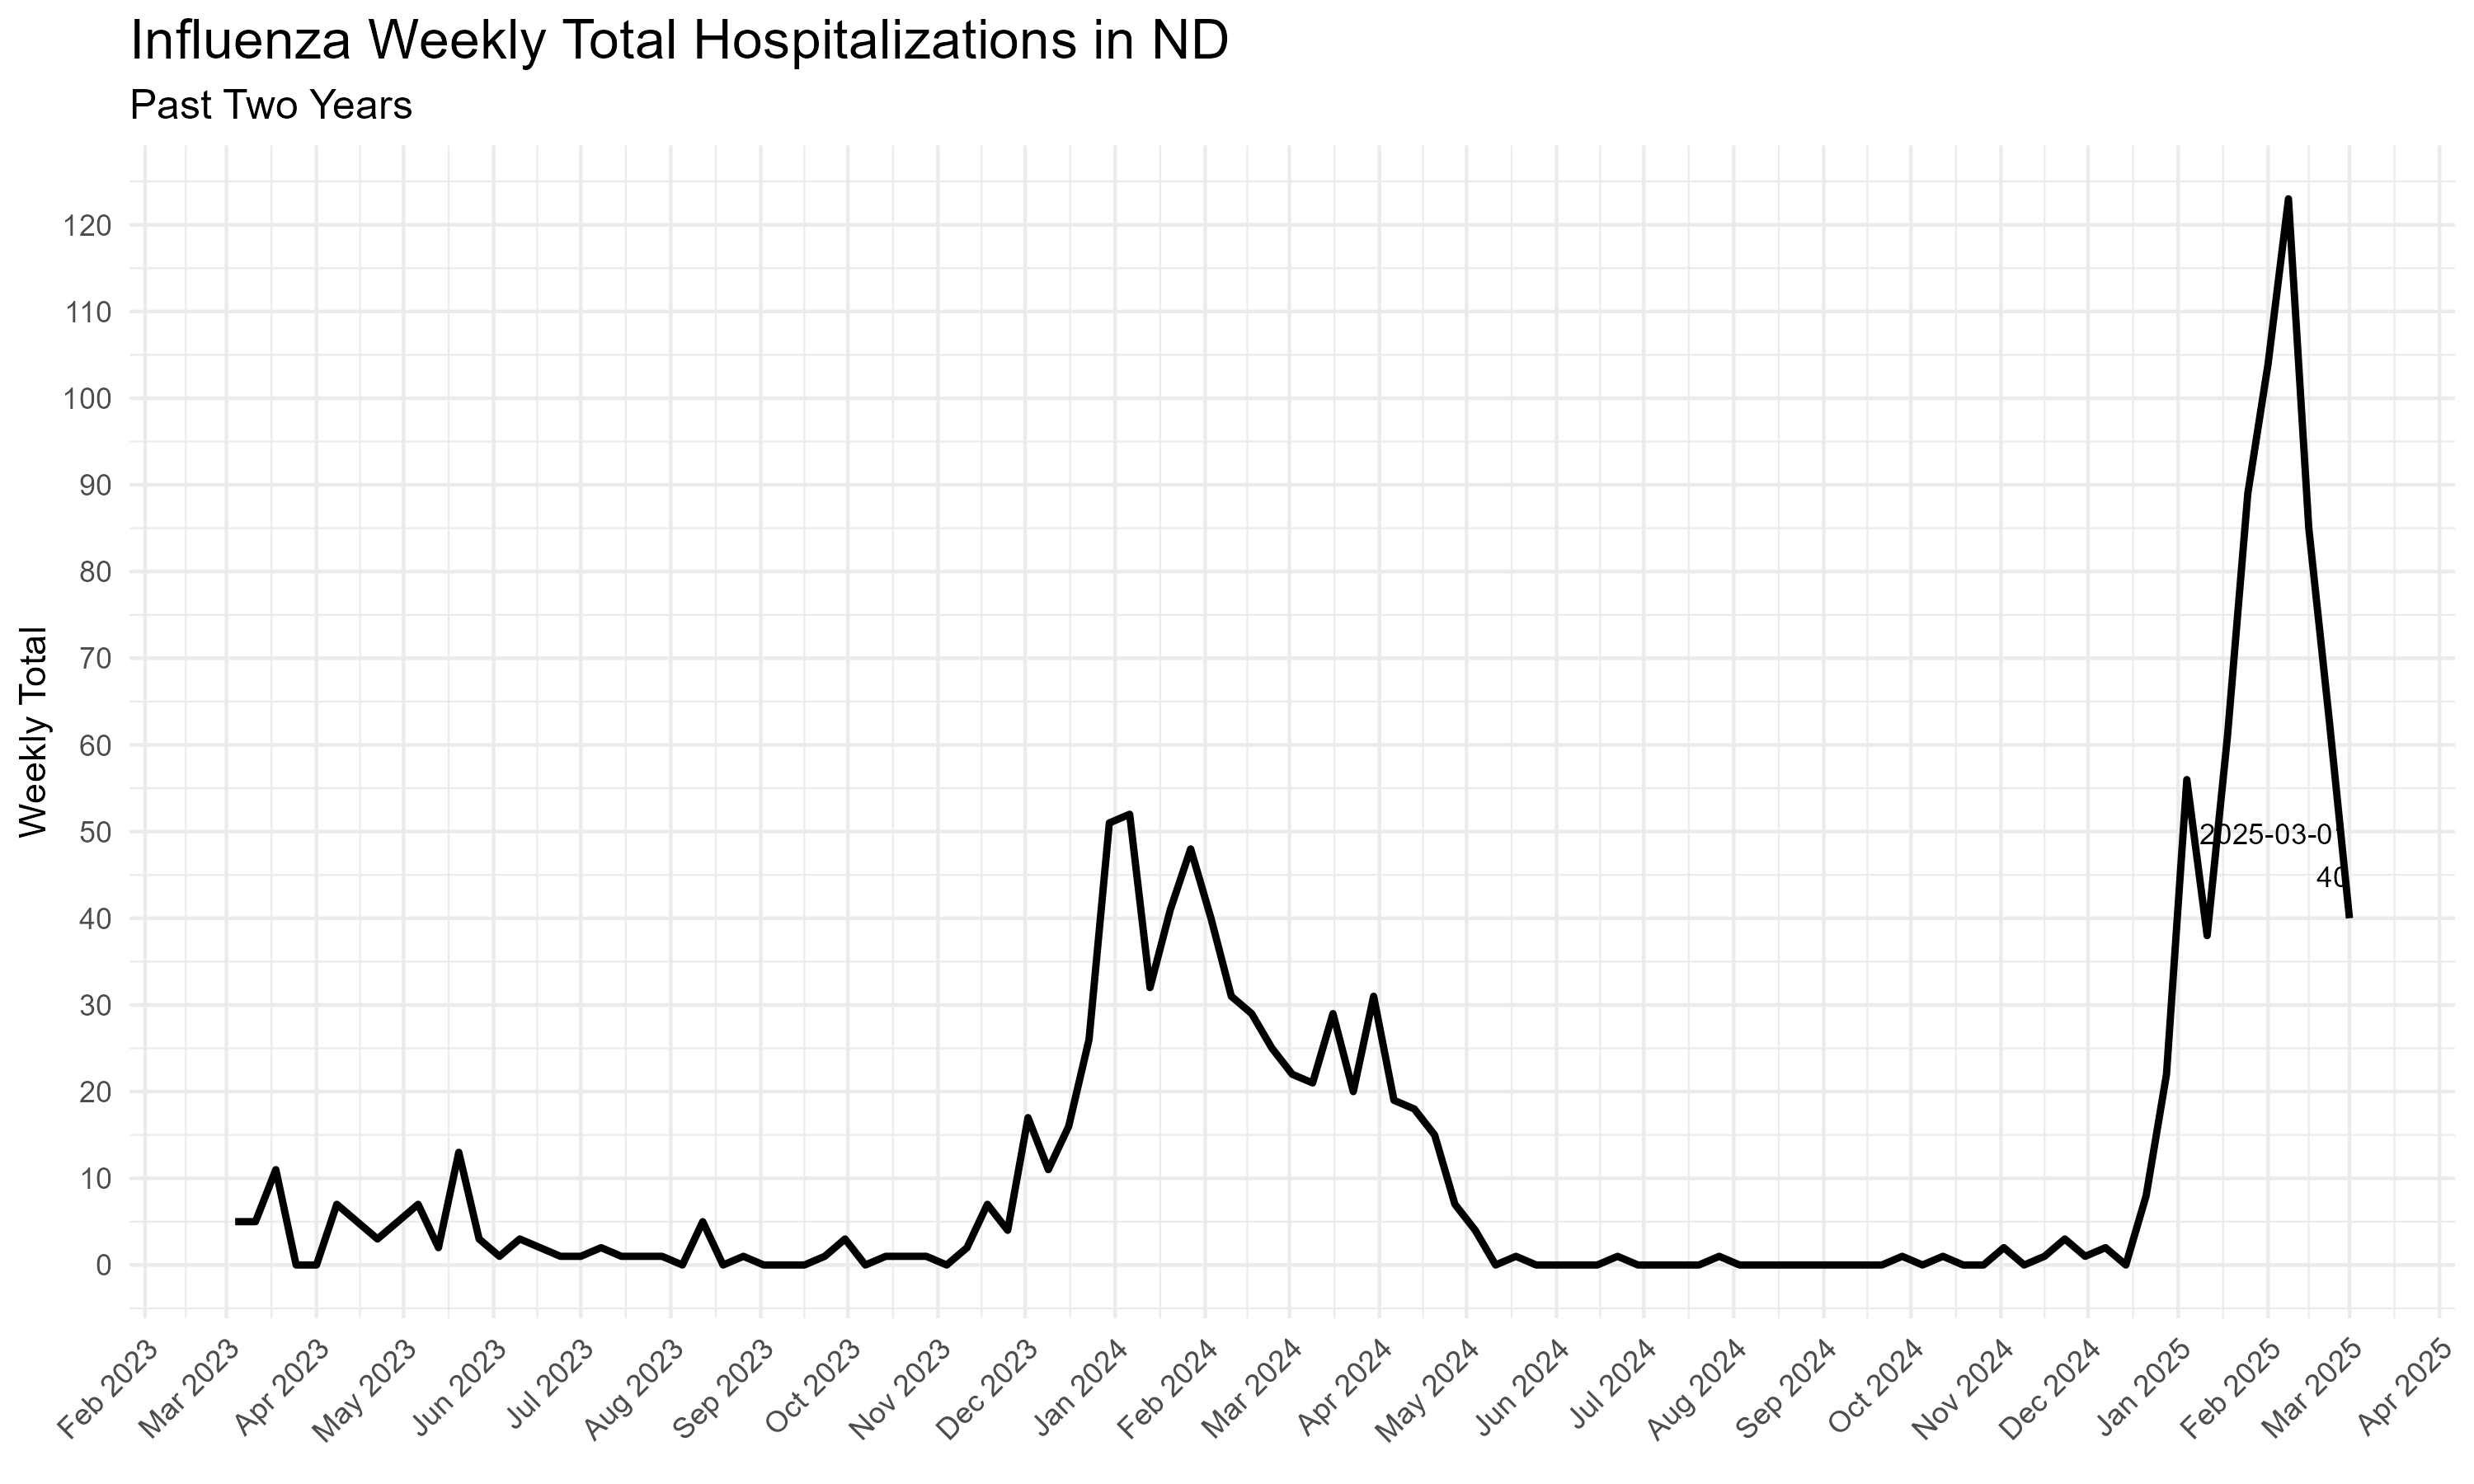 Influenza Weekly Total Hospitalizations in ND
Past Two Years
Weekly Total
120
110
100
90
80
70
60
50
40
30
20
10
0
2025-03-0
40
Feb 2023
Mar 2023
Apr 2023
May 2023
Jun 2023
Jul 2023
Aug 2023
Sep 2023
Oct 2023
Nov 2023
Dec 2023
Jan 2024
Feb 2024
Mar 2024
Apr 2024
May 2024
Jun 2024
Jul 2024
Aug 2024
Sep 2024
Oct 2024
Nov 2024
Dec 2024
Jan 2025
Feb 2025
Mar 2025
Apr 2025